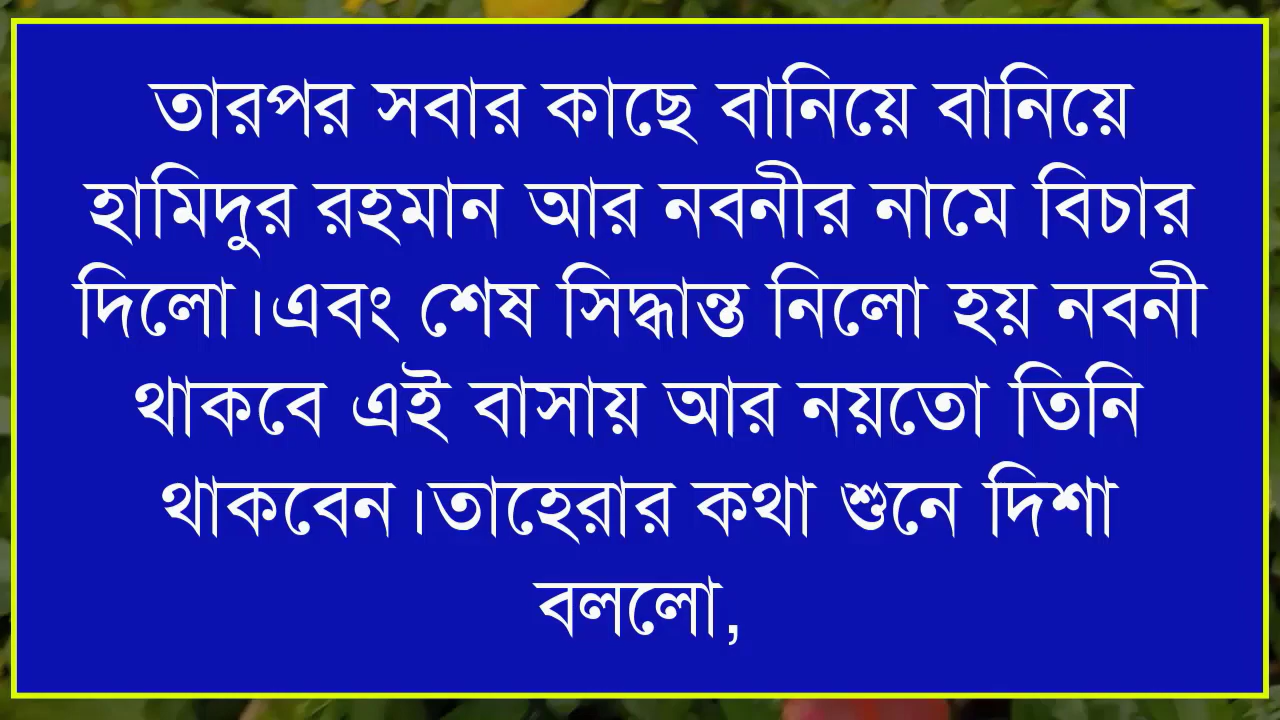 তারপর সবার কাছে বানিয়ে বানিয়ে
হামিদুর রহমান আর নবনীর নামে বিচার
দিলো।এবং শেষ সিদ্ধান্ত নিলো হয় নবনী
থাকবে এই বাসায় আর নয়তো তিনি
থাকবেন।তাহেরার কথা শুনে দিশা
বললো,